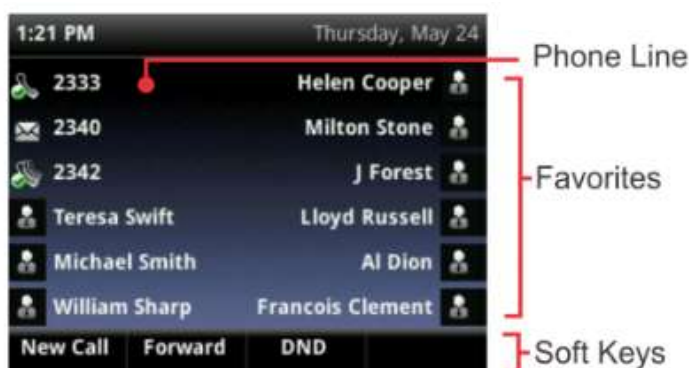 1:21 PM Thursday, May 24
Phone Line
2333 Helen Cooper
2340 Milton Stone
2342 J Forest
Favorites
Teresa Swift Lloyd Russell
Michael Smith Al Dion
William Sharp Francois Clement
New Call Forward DND
Soft Keys